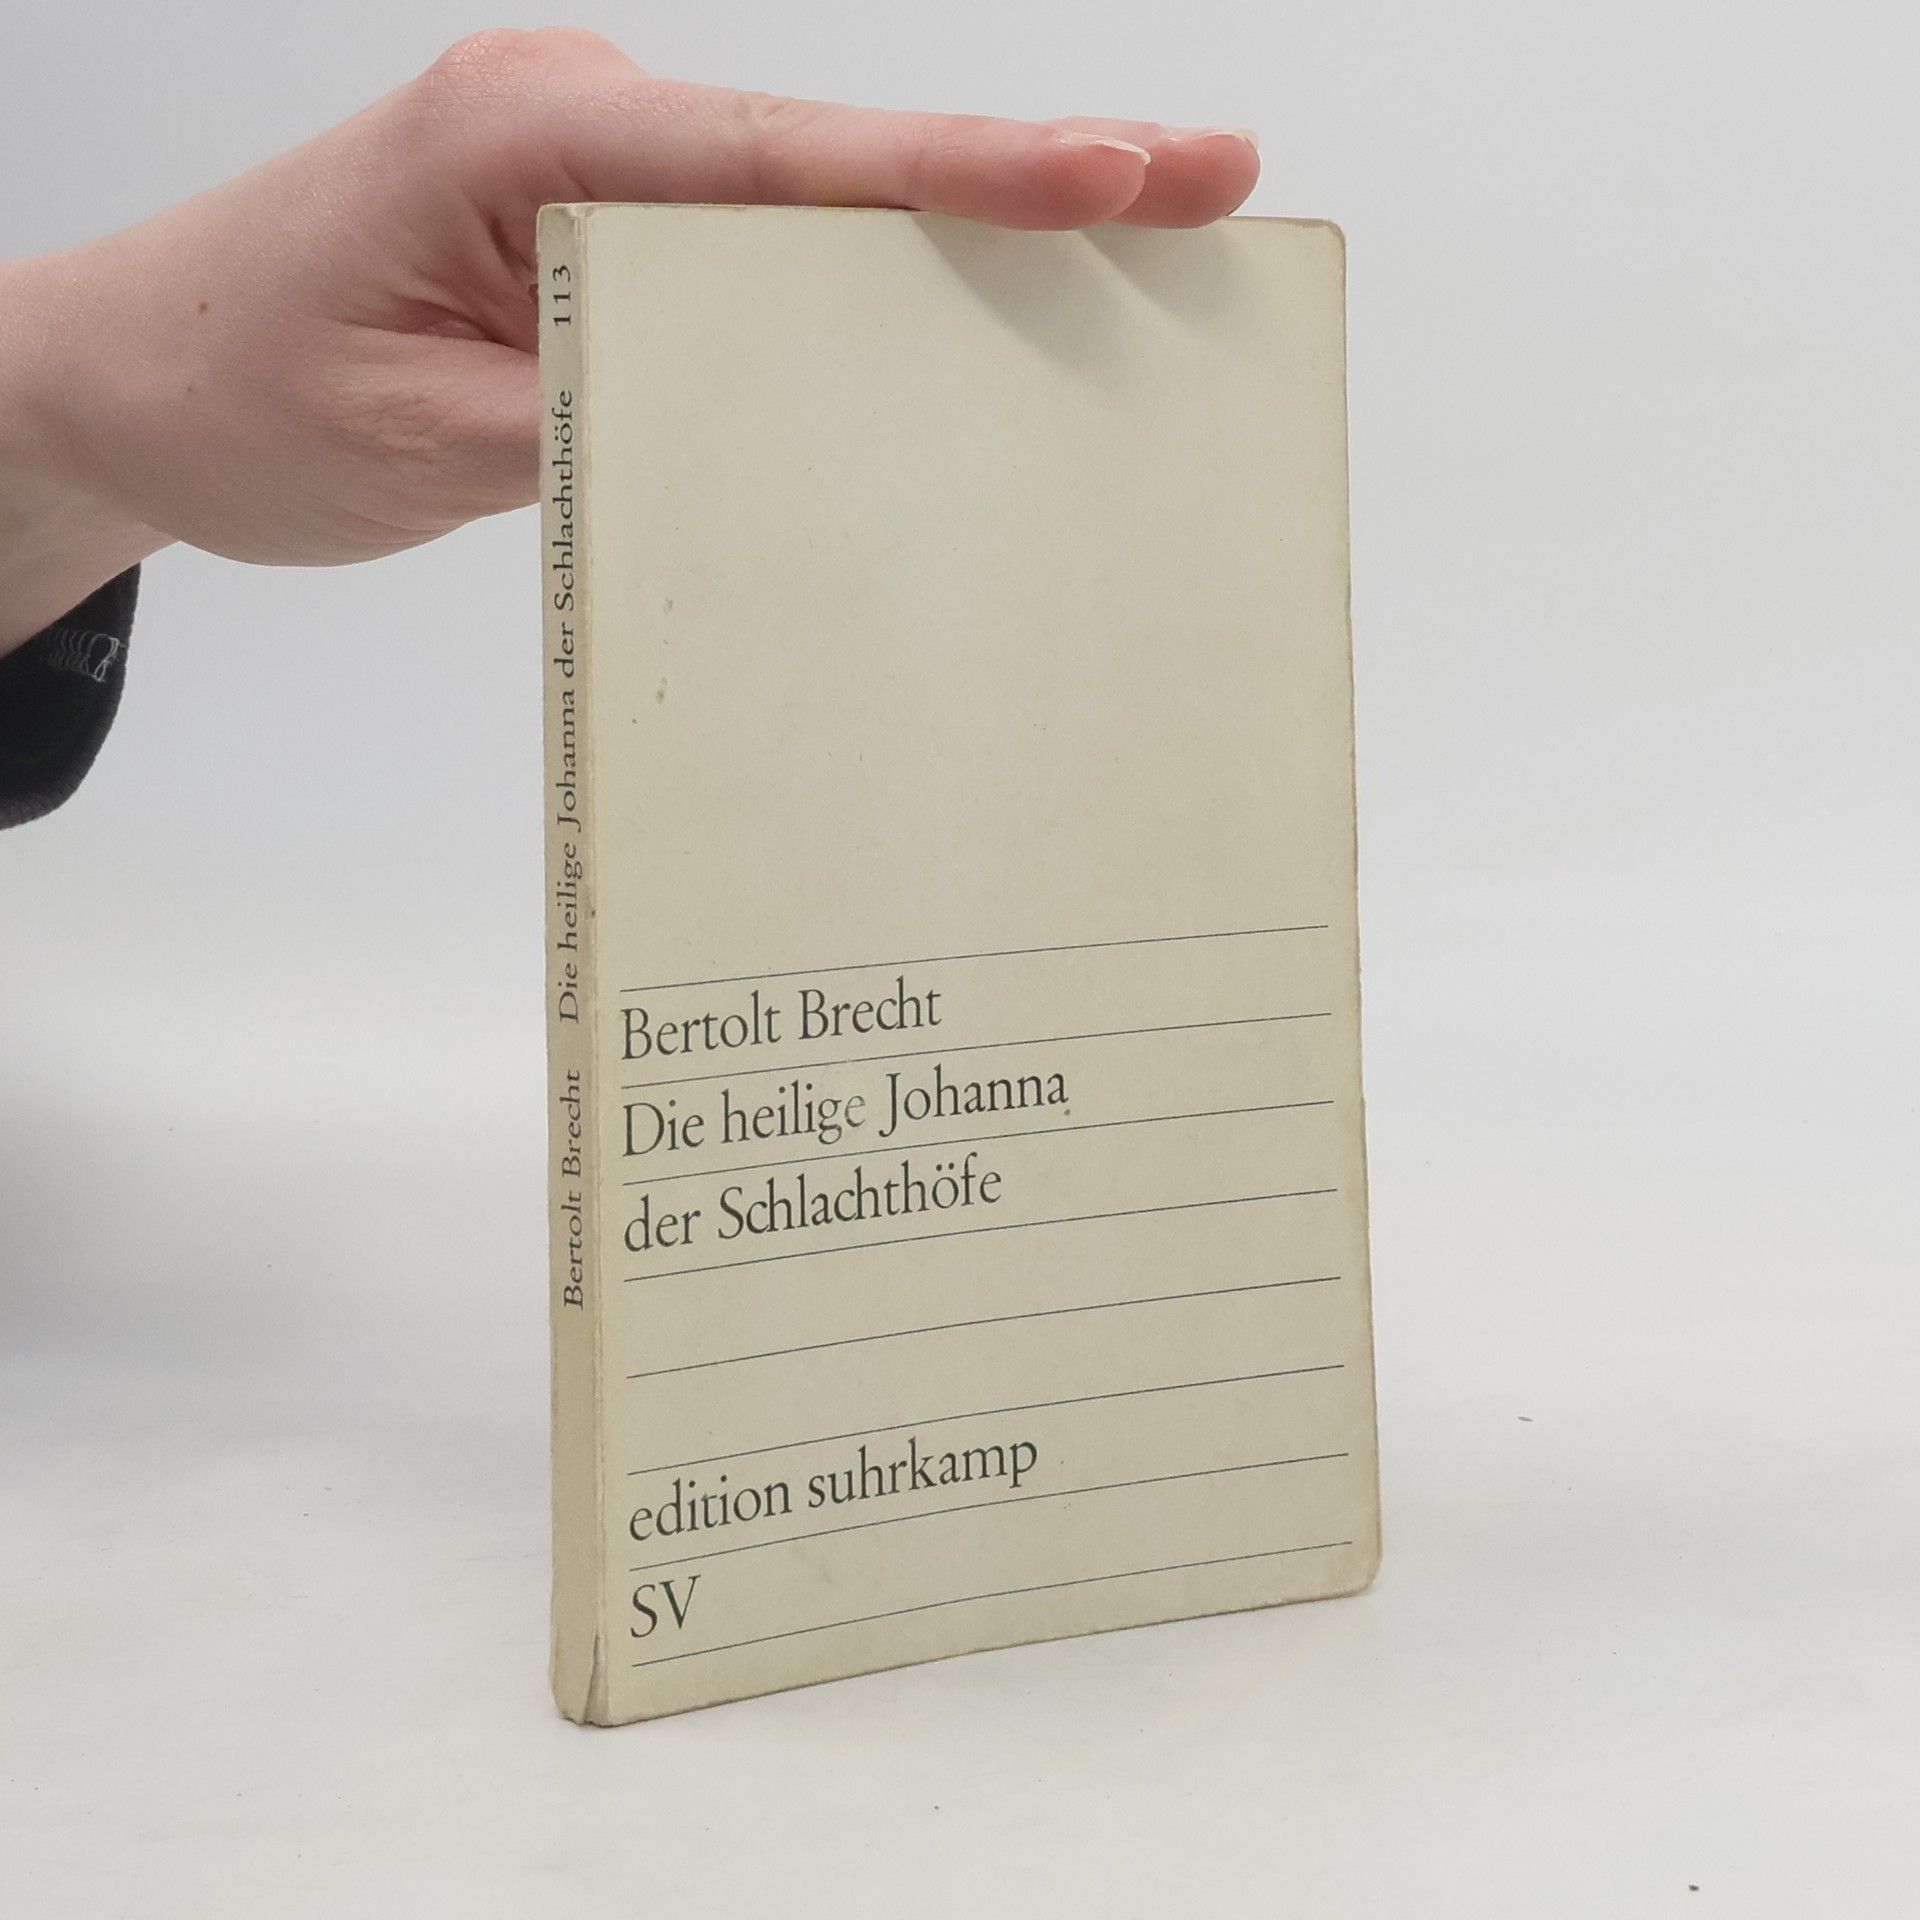 Bertolt Brecht Die heilige Johanna der Schlachthöfe 113
Bertolt Brecht
Die heilige Johanna
der Schlachthöfe
edition suhrkamp
SV